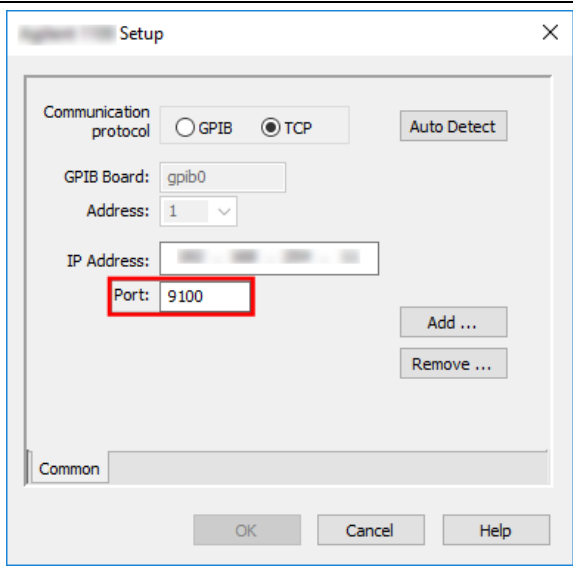 Setup
Communication protocol
GPIB
TCP
Auto Detect
GPIB Board:
gpib0
Address:
1
IP Address:
Port:
9100
Add ...
Remove ...
Common
OK
Cancel
Help